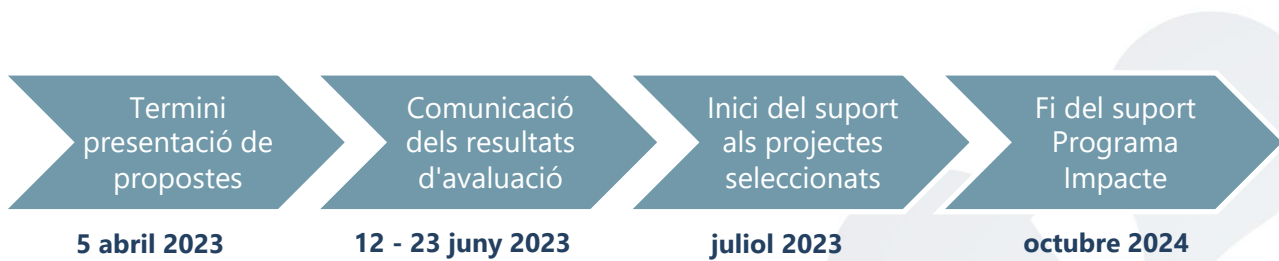 Termini
presentació de
propostes
Comunicació
dels resultats
d'avaluació
Inici del suport
als projectes
seleccionats
Fi del suport
Programa
Impacte
5 abril 2023
12 - 23 juny 2023
juliol 2023
octubre 2024